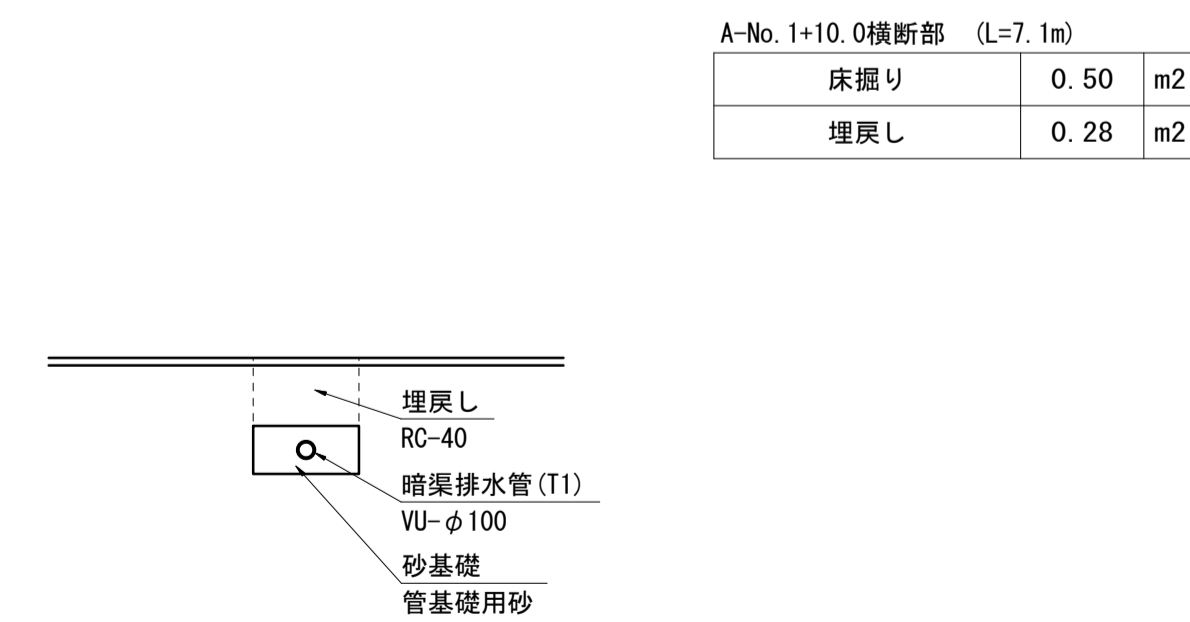 A-No.1+10.0横断部 (L=7.1m)
床掘り 0.50 m2
埋戻し 0.28 m2
埋戻し
RC-40
暗渠排水管(T1)
VU-φ100
砂基礎
管基礎用砂